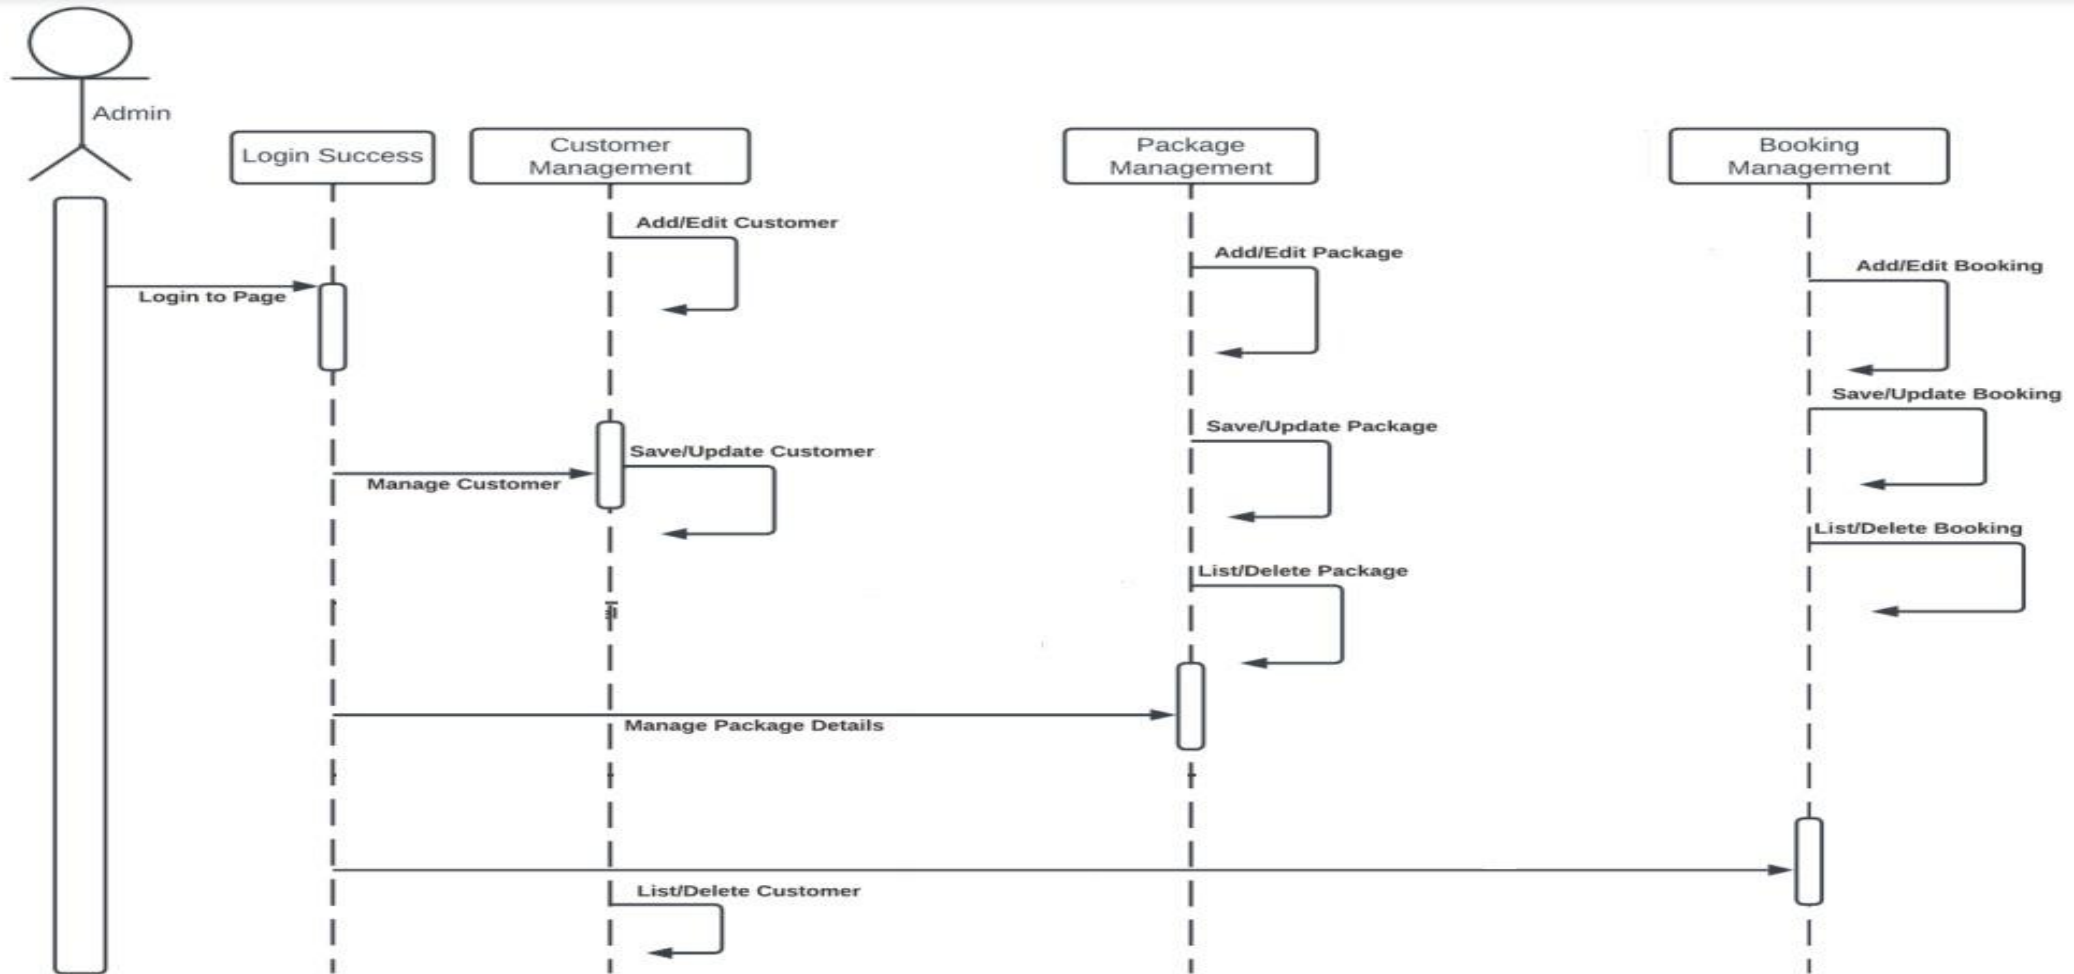 Admin
Login Success
Customer
Management
Package
Management
Booking
Management
Add/Edit Customer
Add/Edit Package
Add/Edit Booking
Login to Page
Save/Update Booking
Save/Update Package
Save/Update Customer
Manage Customer
List/Delete Booking
List/Delete Package
Manage Package Details
List/Delete Customer